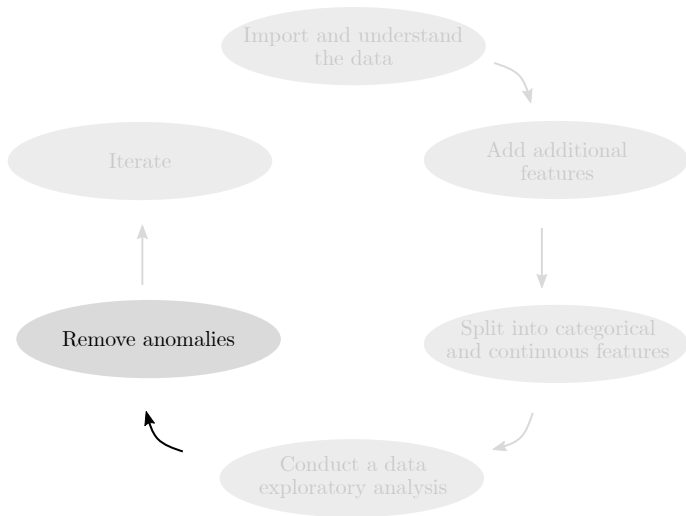 Import and understand
the data
Add additional
features
Split into categorical
and continuous features
Conduct a data
exploratory analysis
Remove anomalies
Iterate